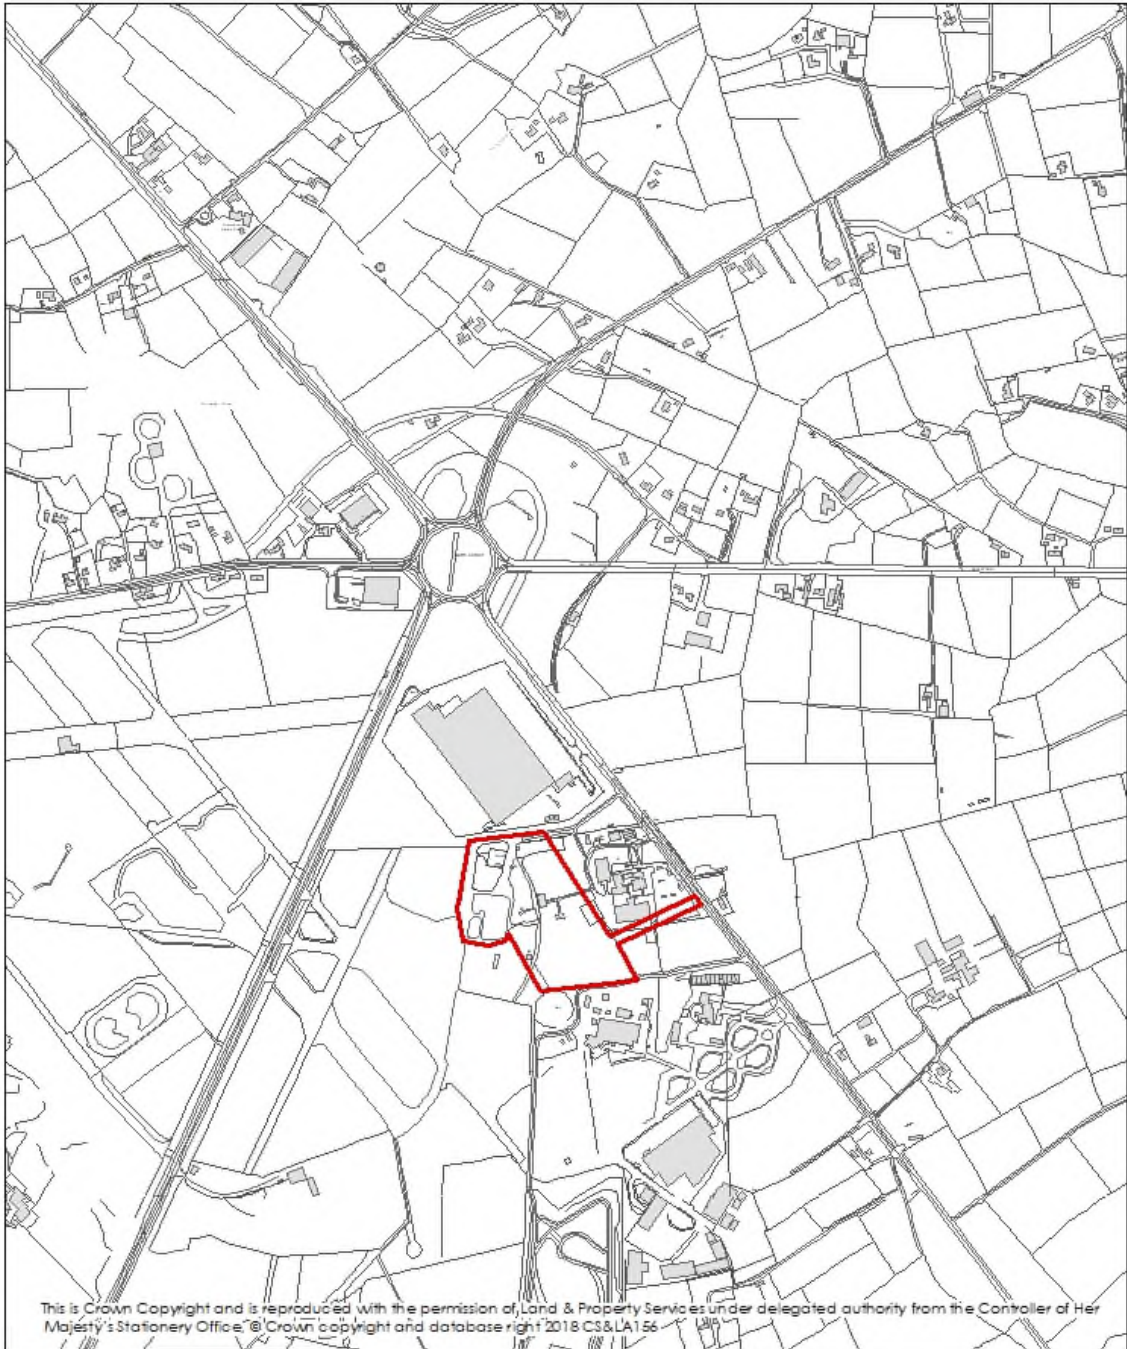 This is Crown Copyright and is reproduced with the permission of Land & Property Services under delegated authority from the Controller of Her
Majesty's Stationery Office, © Crown copyright and database right 2018 CS&LA156